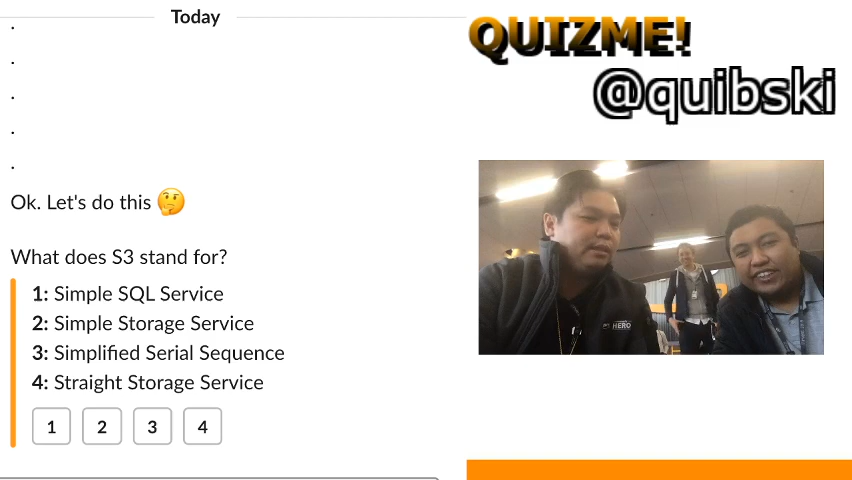 Today
.
.
.
.
.
Ok. Let's do this 🤔
What does S3 stand for?
1: Simple SQL Service
2: Simple Storage Service
3: Simplified Serial Sequence
4: Straight Storage Service
1 2 3 4
QUIZME!
@quibski
HERO